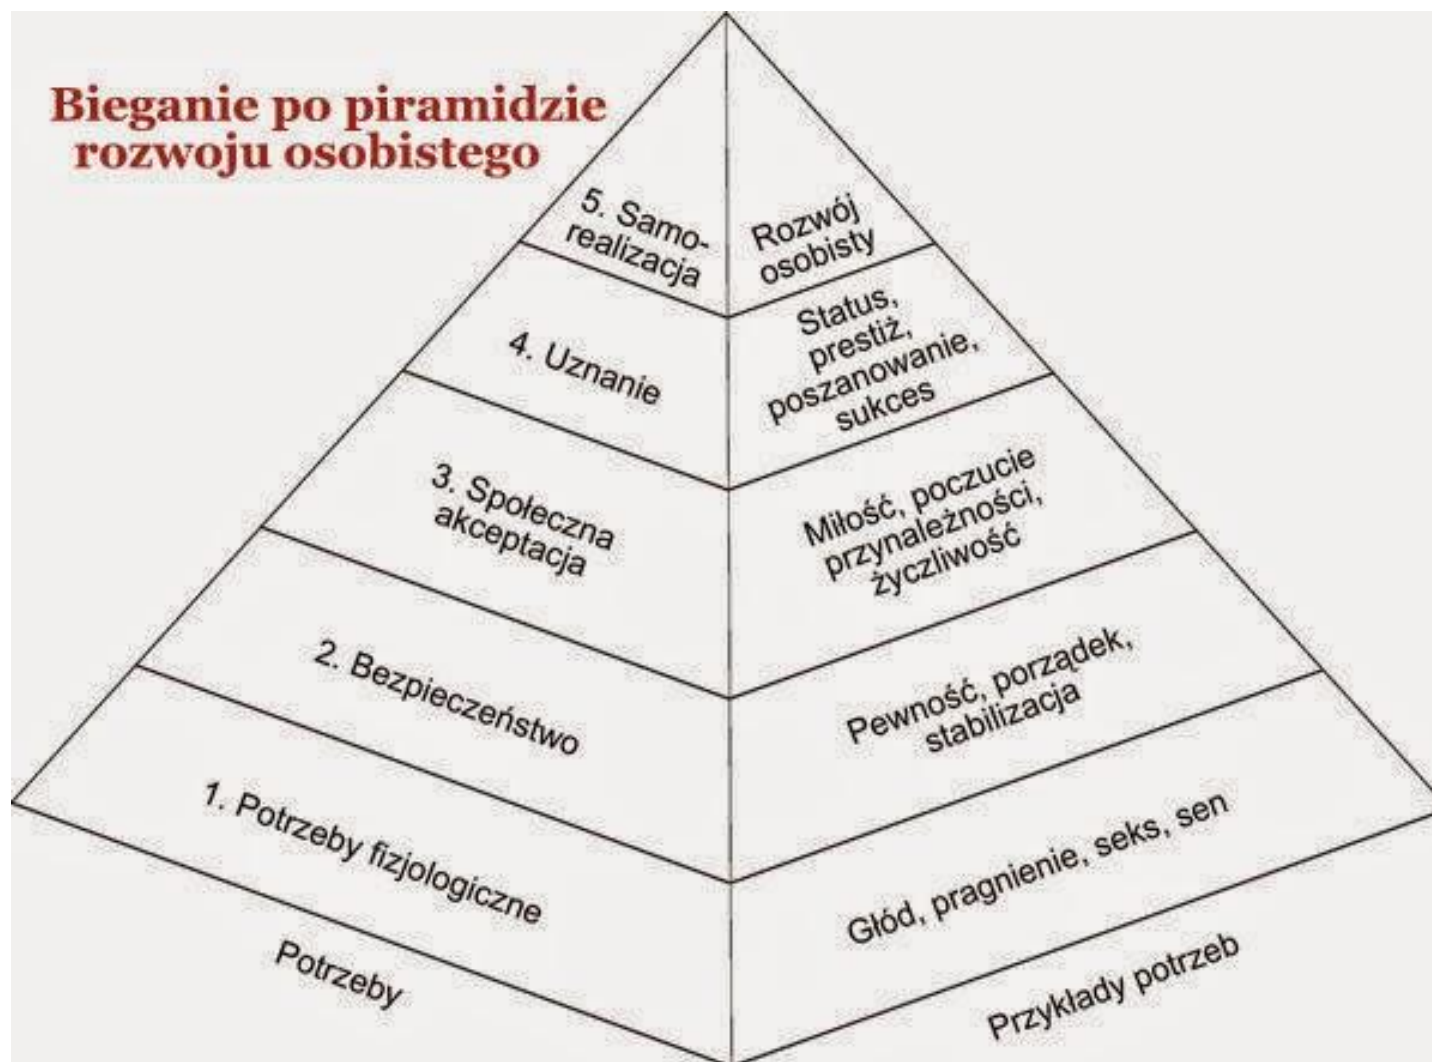 Bieganie po piramidzie
rozwoju osobistego
5. Samo-
realizacja
Rozwój
osobisty
4. Uznanie
Status,
prestiż,
poszanowanie,
sukces
3. Społeczna
akceptacja
Miłość, poczucie
przynależności,
życzliwość
2. Bezpieczeństwo
Pewność, porządek,
stabilizacja
1. Potrzeby fizjologiczne
Głód, pragnienie, seks, sen
Potrzeby
Przykłady potrzeb